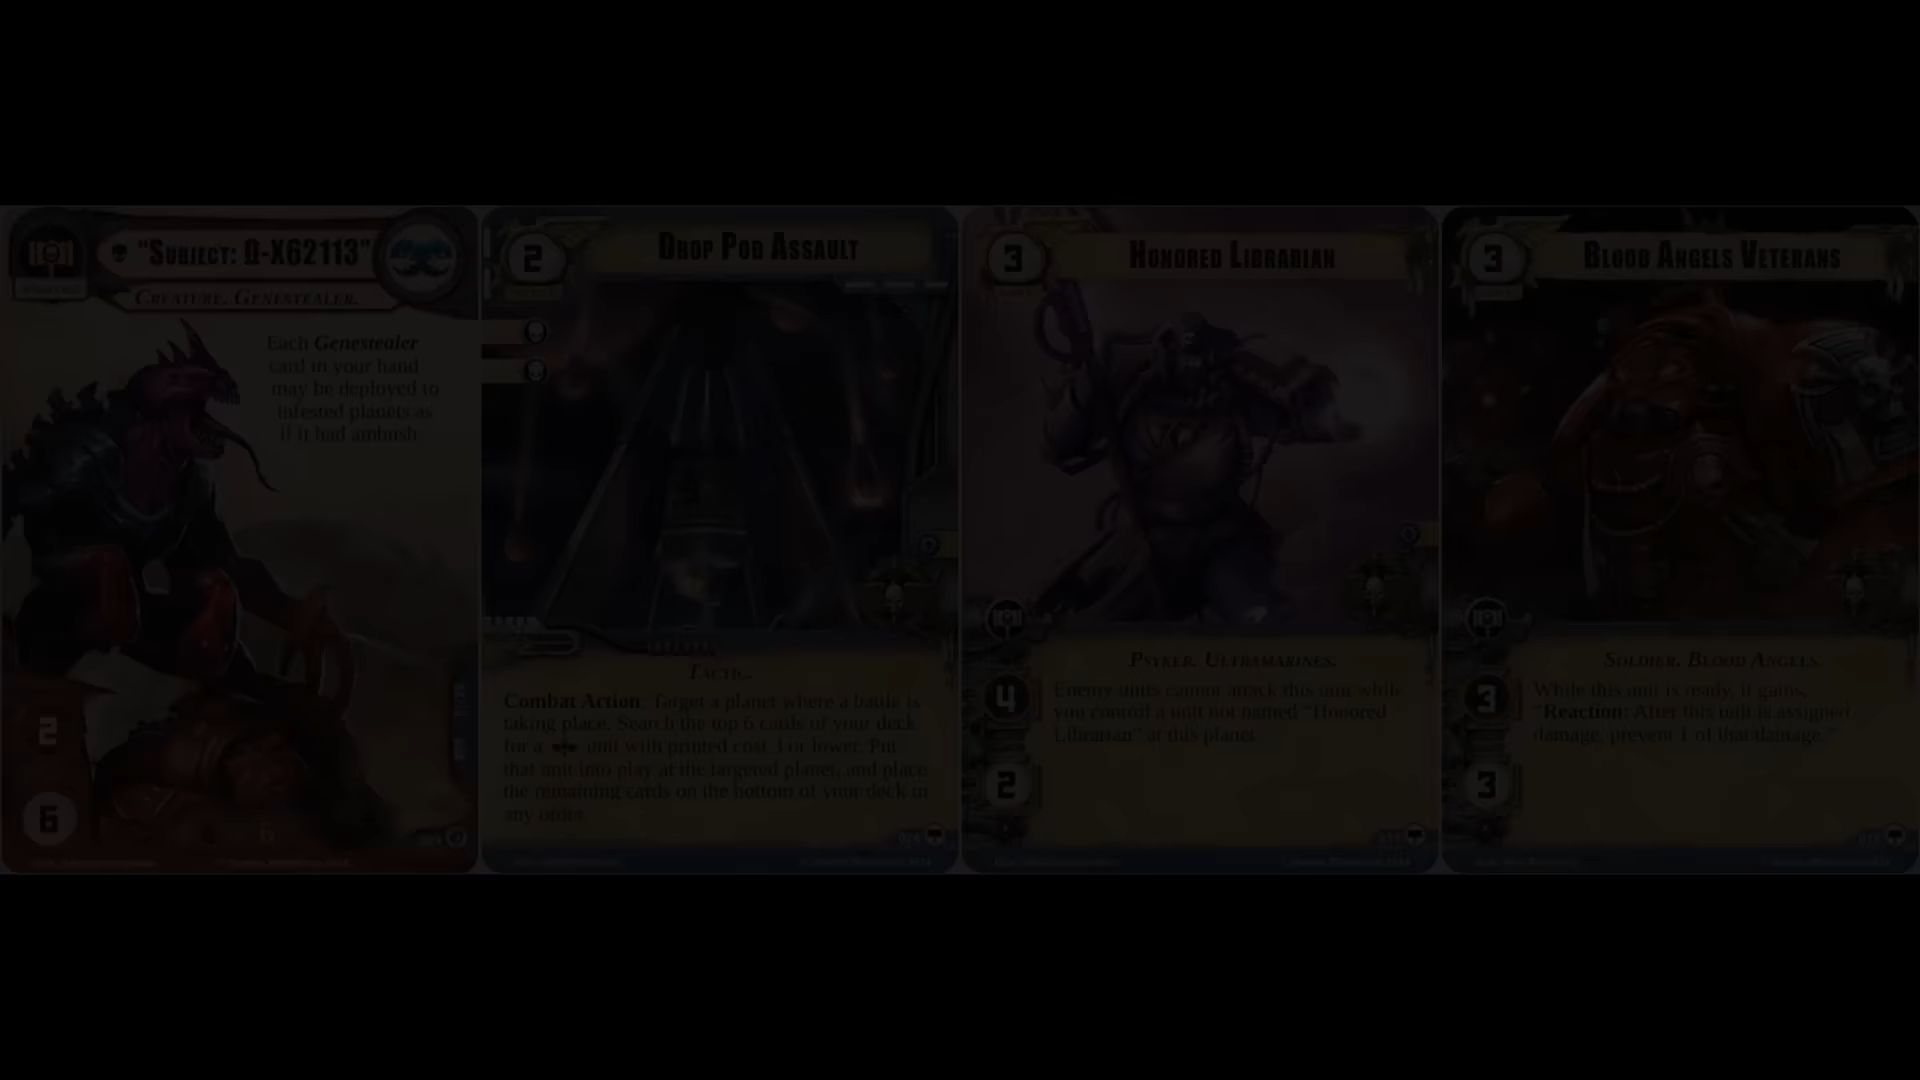 "Subject: Ω-X62113"
Creature. Genestealer.
Each Genestealer
card in your hand
may be deployed to
infested planets as
if it had ambush.
2
6
6
2
Drop Pod Assault
Tactic.
Combat Action: Target a planet where a battle is
taking place. Search the top 6 cards of your deck
for a unit with printed cost 3 or lower. Put
that unit into play at the targeted planet, and place
the remaining cards on the bottom of your deck in
any order.
3
Honored Librarian
Psyker. Ultramarines.
Enemy units cannot attack this unit while
you control a unit not named "Honored
Librarian" at this planet.
4
2
3
Blood Angels Veterans
Soldier. Blood Angels.
While this unit is ready, it gains,
"Reaction: After this unit is assigned
damage, prevent 1 of that damage."
3
3